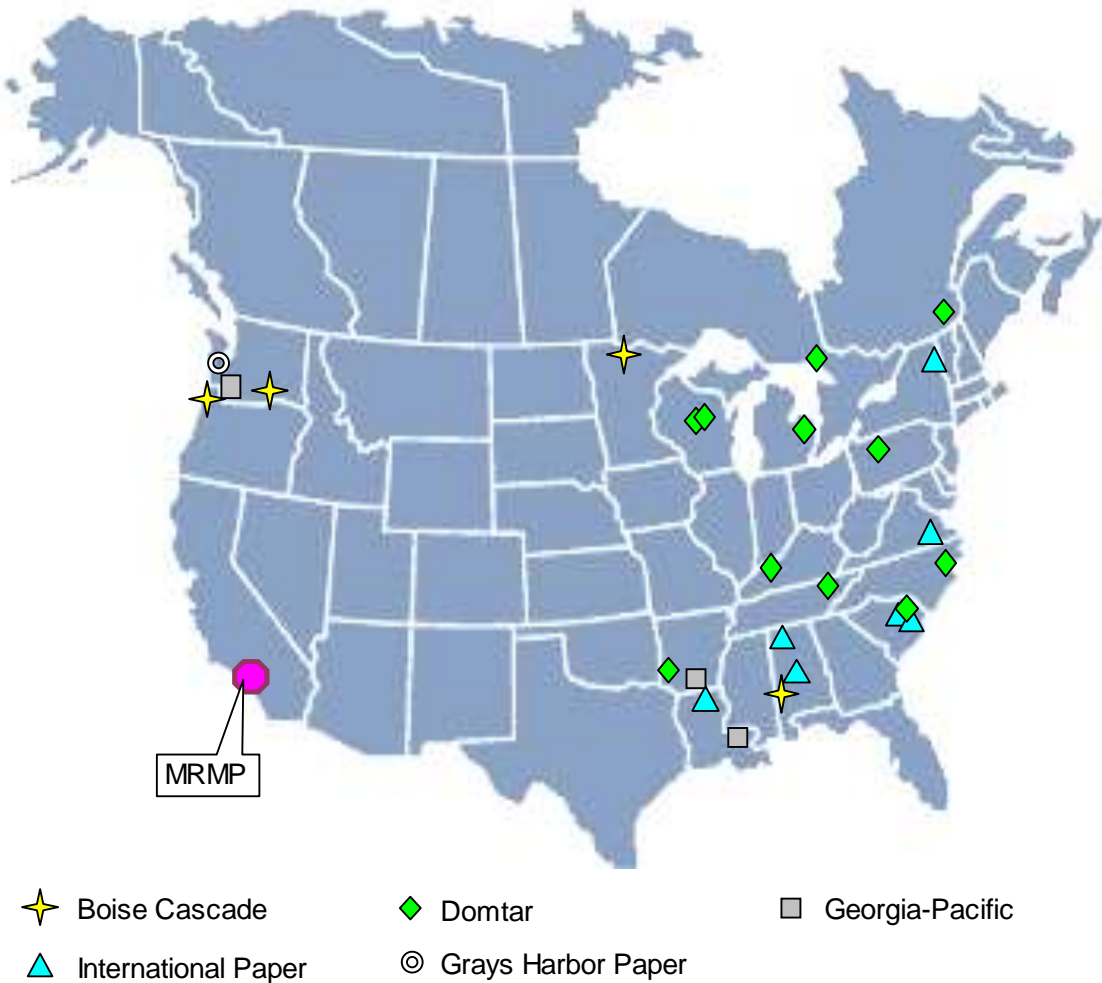 MRMP
Boise Cascade
Domtar
Georgia-Pacific
International Paper
Grays Harbor Paper